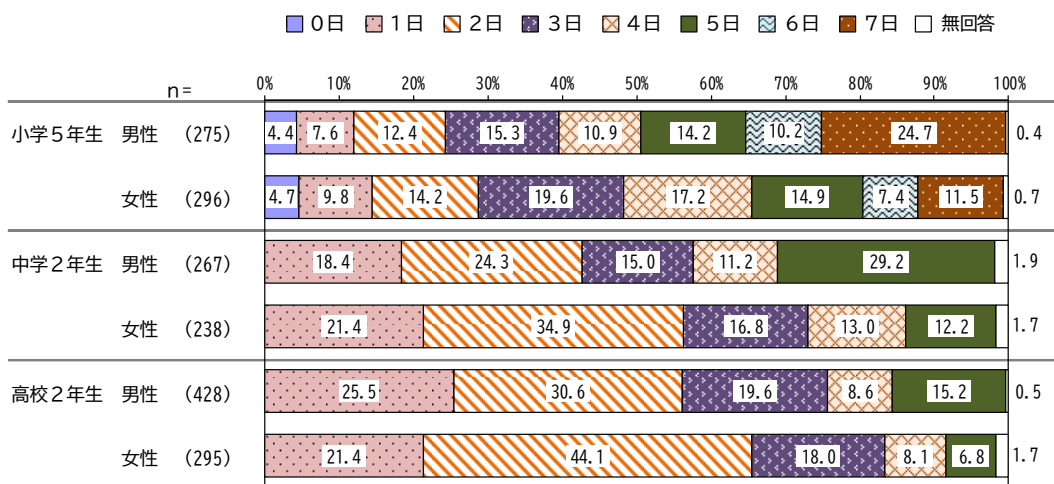 0日 1日 2日 3日 4日 5日 6日 7日 無回答
n= 0% 10% 20% 30% 40% 50% 60% 70% 80% 90% 100%
小学5年生 男性 (275) 4.4 7.6 12.4 15.3 10.9 14.2 10.2 24.7 0.4
女性 (296) 4.7 9.8 14.2 19.6 17.2 14.9 7.4 11.5 0.7
中学2年生 男性 (267) 18.4 24.3 15.0 11.2 29.2 1.9
女性 (238) 21.4 34.9 16.8 13.0 12.2 1.7
高校2年生 男性 (428) 25.5 30.6 19.6 8.6 15.2 0.5
女性 (295) 21.4 44.1 18.0 8.1 6.8 1.7